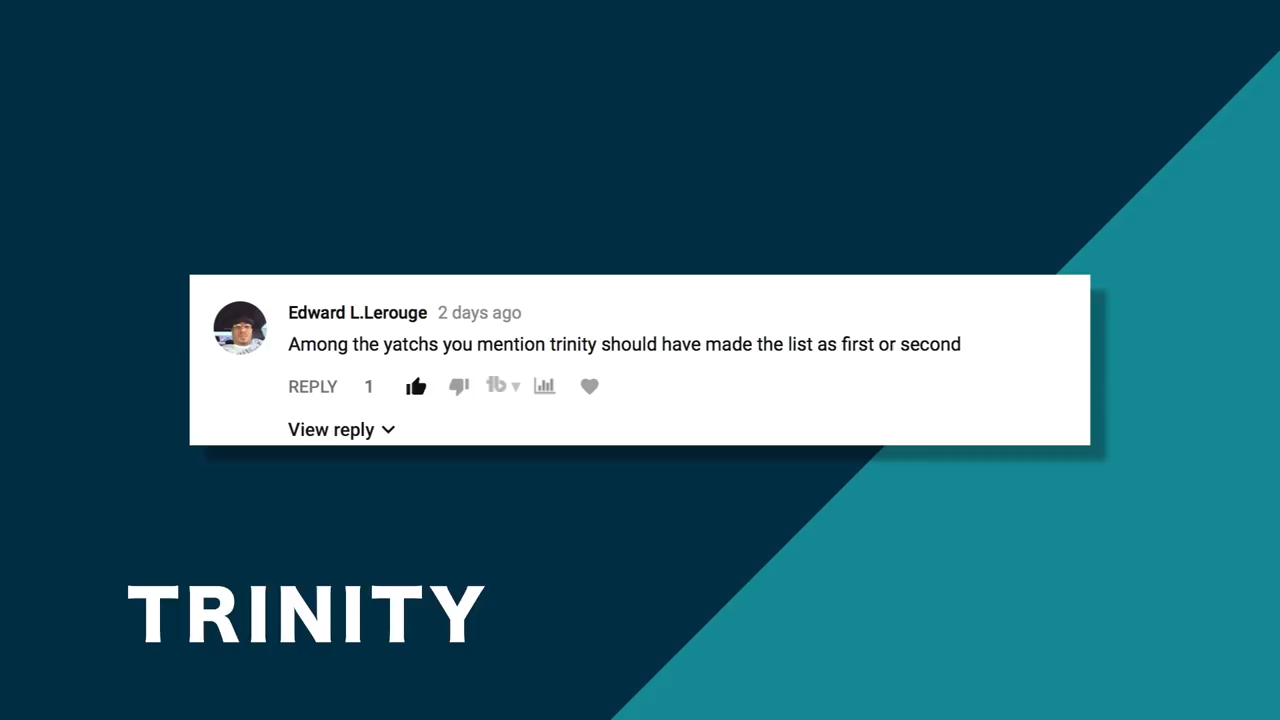 Edward L.Lerouge 2 days ago
Among the yatchs you mention trinity should have made the list as first or second
REPLY 1 tb
View reply
TRINITY